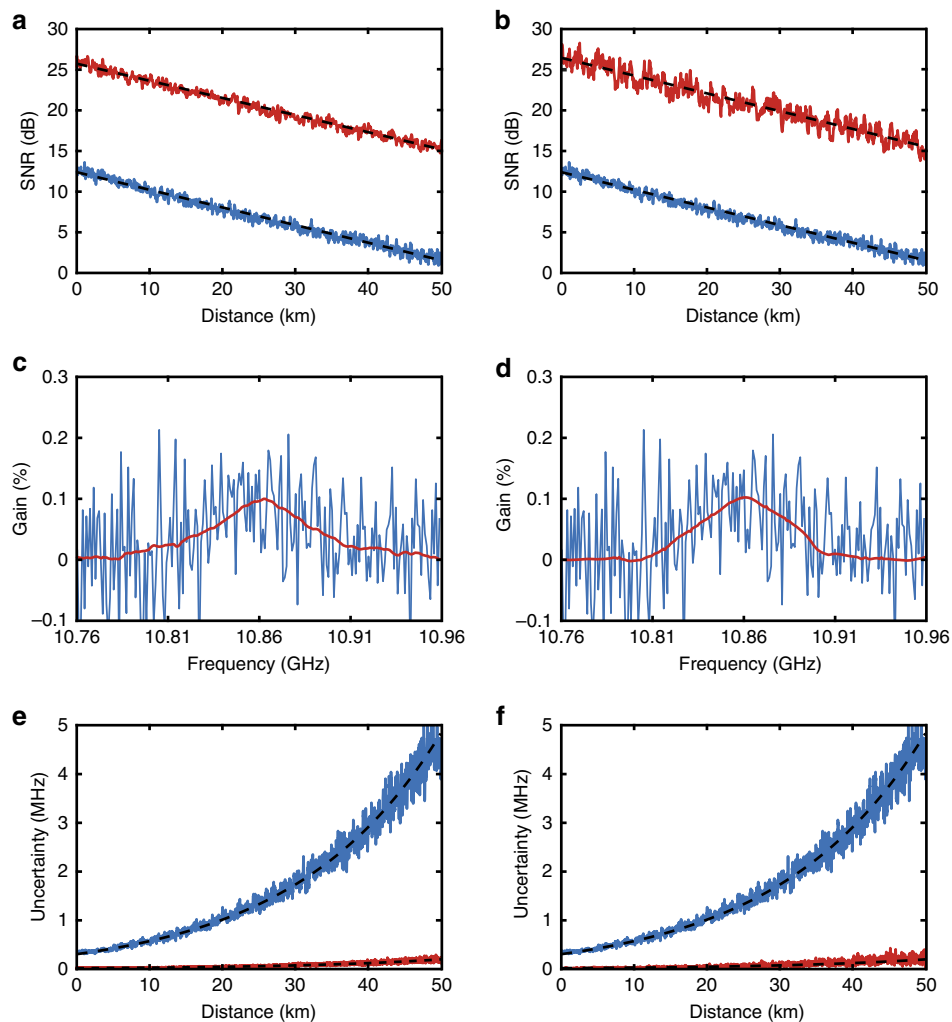 a
30
25
20
15
10
5
0
SNR (dB)
0 10 20 30 40 50
Distance (km)
b
30
25
20
15
10
5
0
SNR (dB)
0 10 20 30 40 50
Distance (km)
c
0.3
0.2
0.1
0
–0.1
Gain (%)
10.76 10.81 10.86 10.91 10.96
Frequency (GHz)
d
0.3
0.2
0.1
0
–0.1
Gain (%)
10.76 10.81 10.86 10.91 10.96
Frequency (GHz)
e
5
4
3
2
1
0
Uncertainty (MHz)
0 10 20 30 40 50
Distance (km)
f
5
4
3
2
1
0
Uncertainty (MHz)
0 10 20 30 40 50
Distance (km)